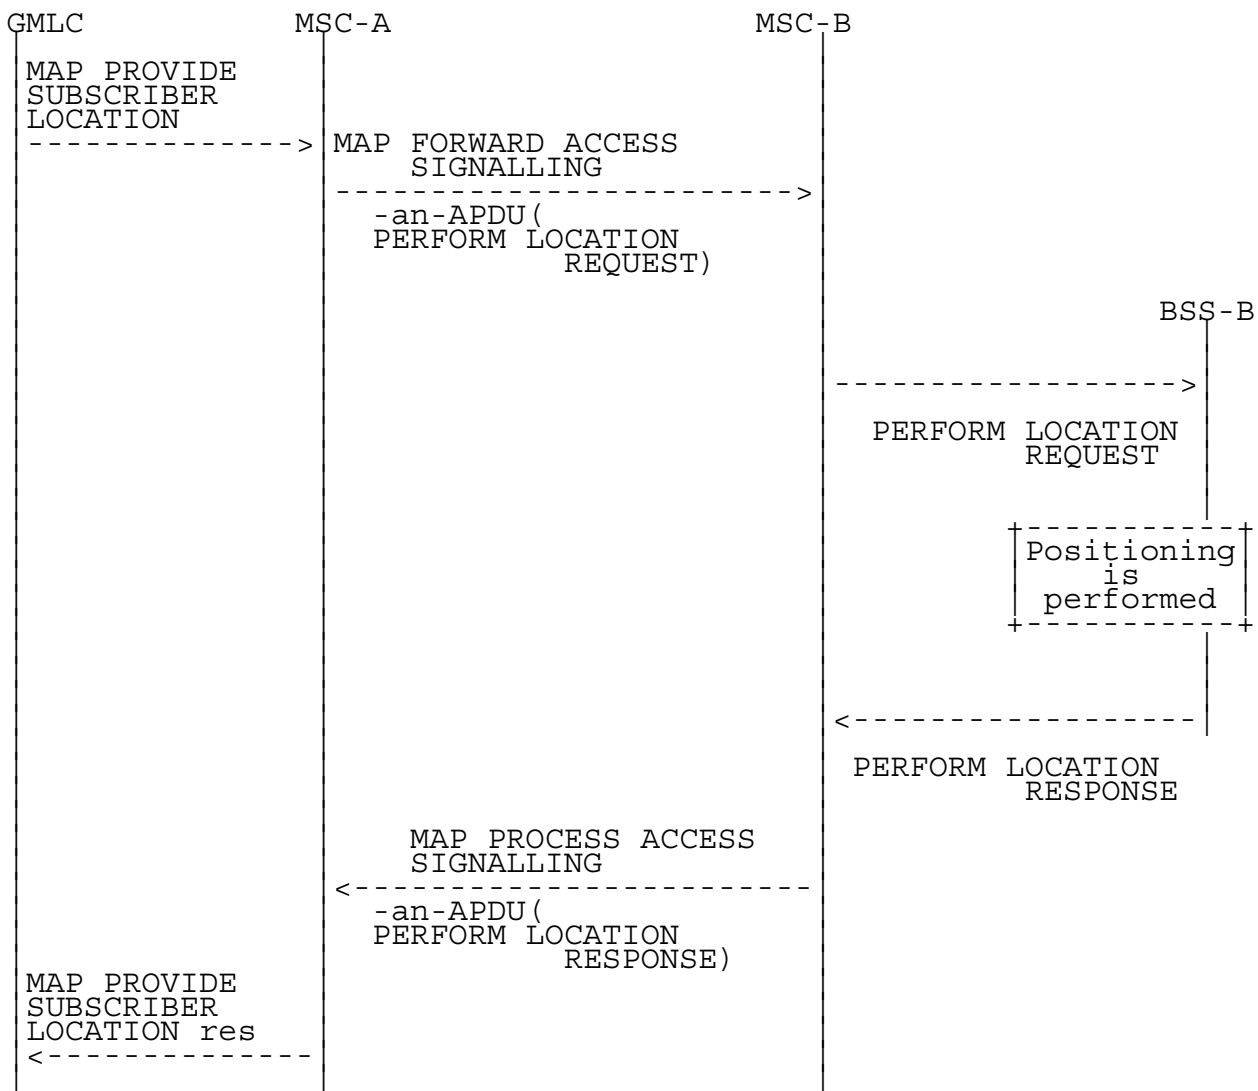 GMLC MSC-A MSC-B
MAP PROVIDE
SUBSCRIBER
LOCATION
MAP FORWARD ACCESS
SIGNALLING
-an-APDU(
PERFORM LOCATION
REQUEST)
BSS-B
PERFORM LOCATION
REQUEST
Positioning
is
performed
PERFORM LOCATION
RESPONSE
MAP PROCESS ACCESS
SIGNALLING
-an-APDU(
PERFORM LOCATION
RESPONSE)
MAP PROVIDE
SUBSCRIBER
LOCATION res